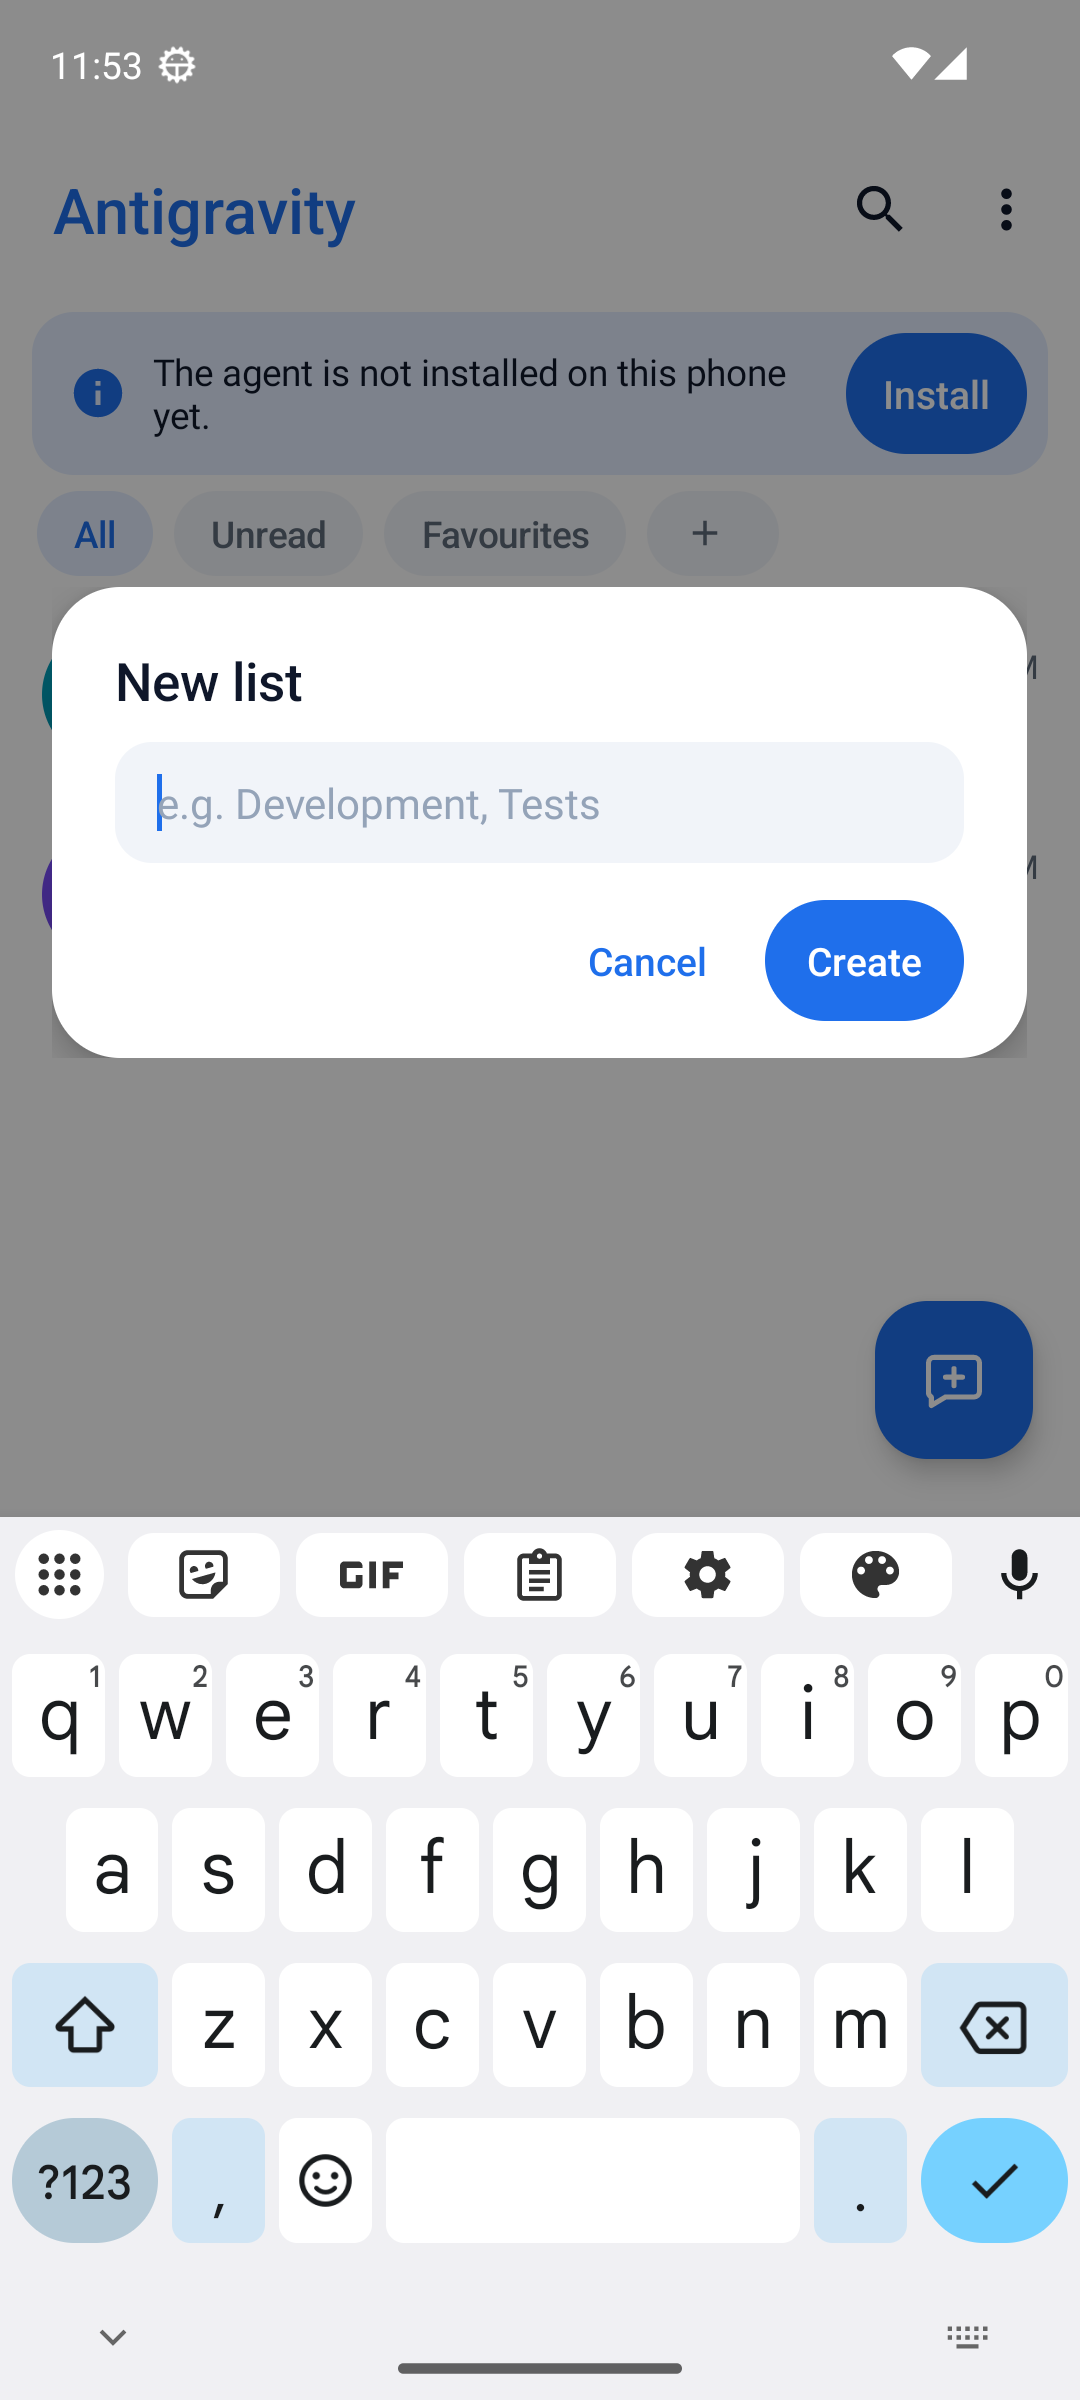 11:53
Antigravity
The agent is not installed on this phone
yet.
Install
All Unread Favourites +
New list
e.g. Development, Tests
Cancel Create
GIF
q 1 w 2 e 3 r 4 t 5 y 6 u 7 i 8 o 9 p 0
a s d f g h j k l
z x c v b n m
?123 , .